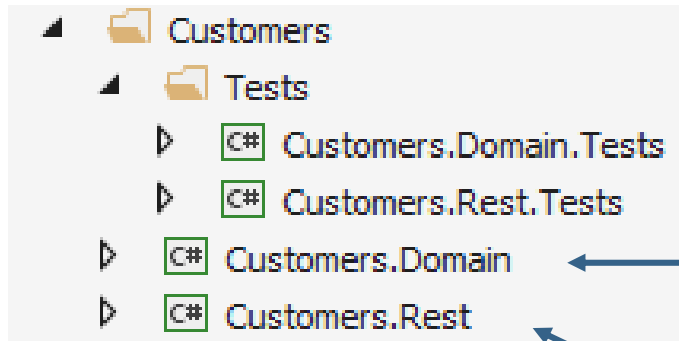 Customers
Tests
C# Customers.Domain.Tests
C# Customers.Rest.Tests
C# Customers.Domain
C# Customers.Rest